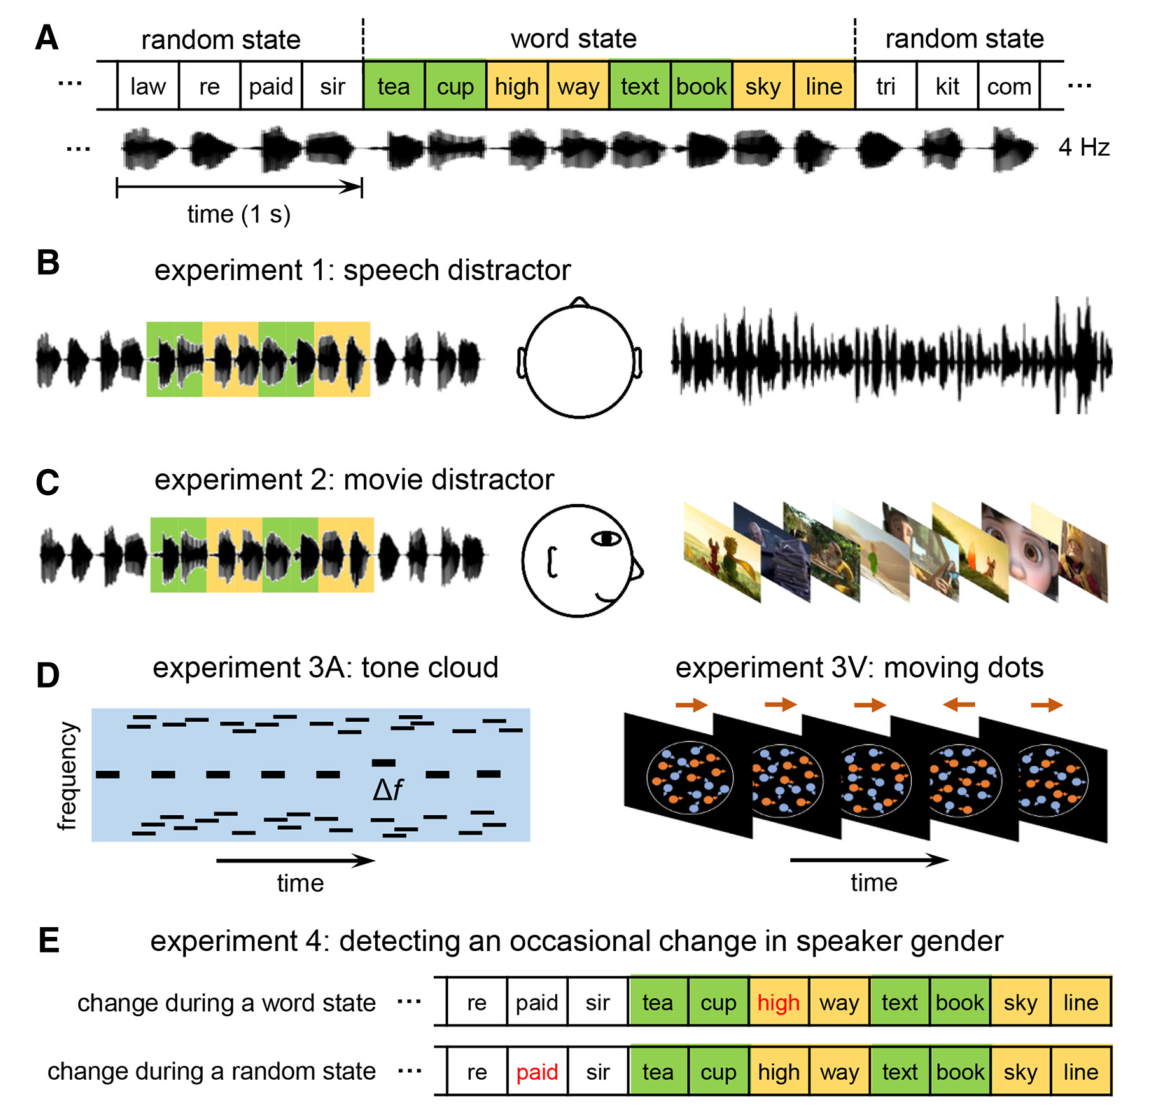 A
random state word state random state
... law re paid sir tea cup high way text book sky line tri kit com ...
... 4 Hz
time (1 s)
B experiment 1: speech distractor
C experiment 2: movie distractor
D experiment 3A: tone cloud experiment 3V: moving dots
frequency
Δf
time time
E experiment 4: detecting an occasional change in speaker gender
change during a word state ... re paid sir tea cup high way text book sky line
change during a random state ... re paid sir tea cup high way text book sky line